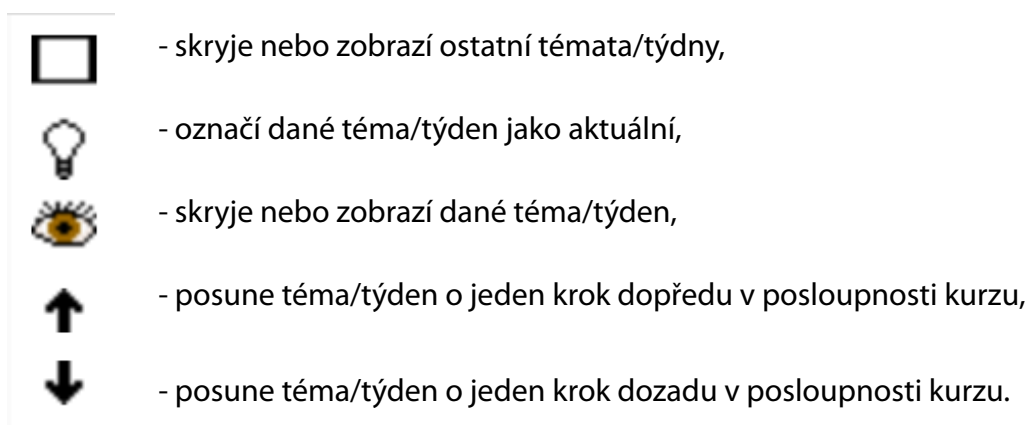 - skryje nebo zobrazí ostatní témata/týdny,
- označí dané téma/týden jako aktuální,
- skryje nebo zobrazí dané téma/týden,
- posune téma/týden o jeden krok dopředu v posloupnosti kurzu,
- posune téma/týden o jeden krok dozadu v posloupnosti kurzu.